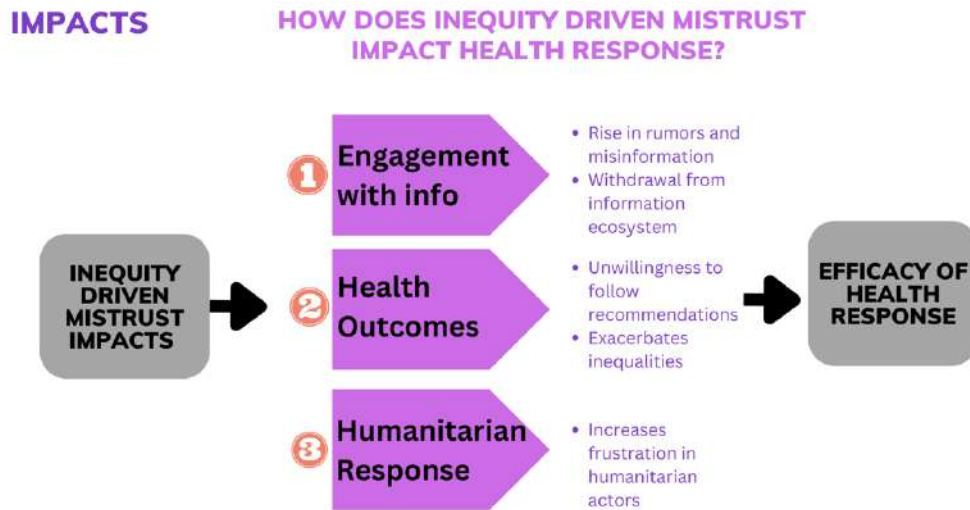 IMPACTS
HOW DOES INEQUITY DRIVEN MISTRUST
IMPACT HEALTH RESPONSE?
INEQUITY
DRIVEN
MISTRUST
IMPACTS
1
Engagement
with info
• Rise in rumors and
misinformation
• Withdrawal from
information
ecosystem
2
Health
Outcomes
• Unwillingness to
follow
recommendations
• Exacerbates
inequalities
3
Humanitarian
Response
• Increases
frustration in
humanitarian
actors
EFFICACY OF
HEALTH
RESPONSE